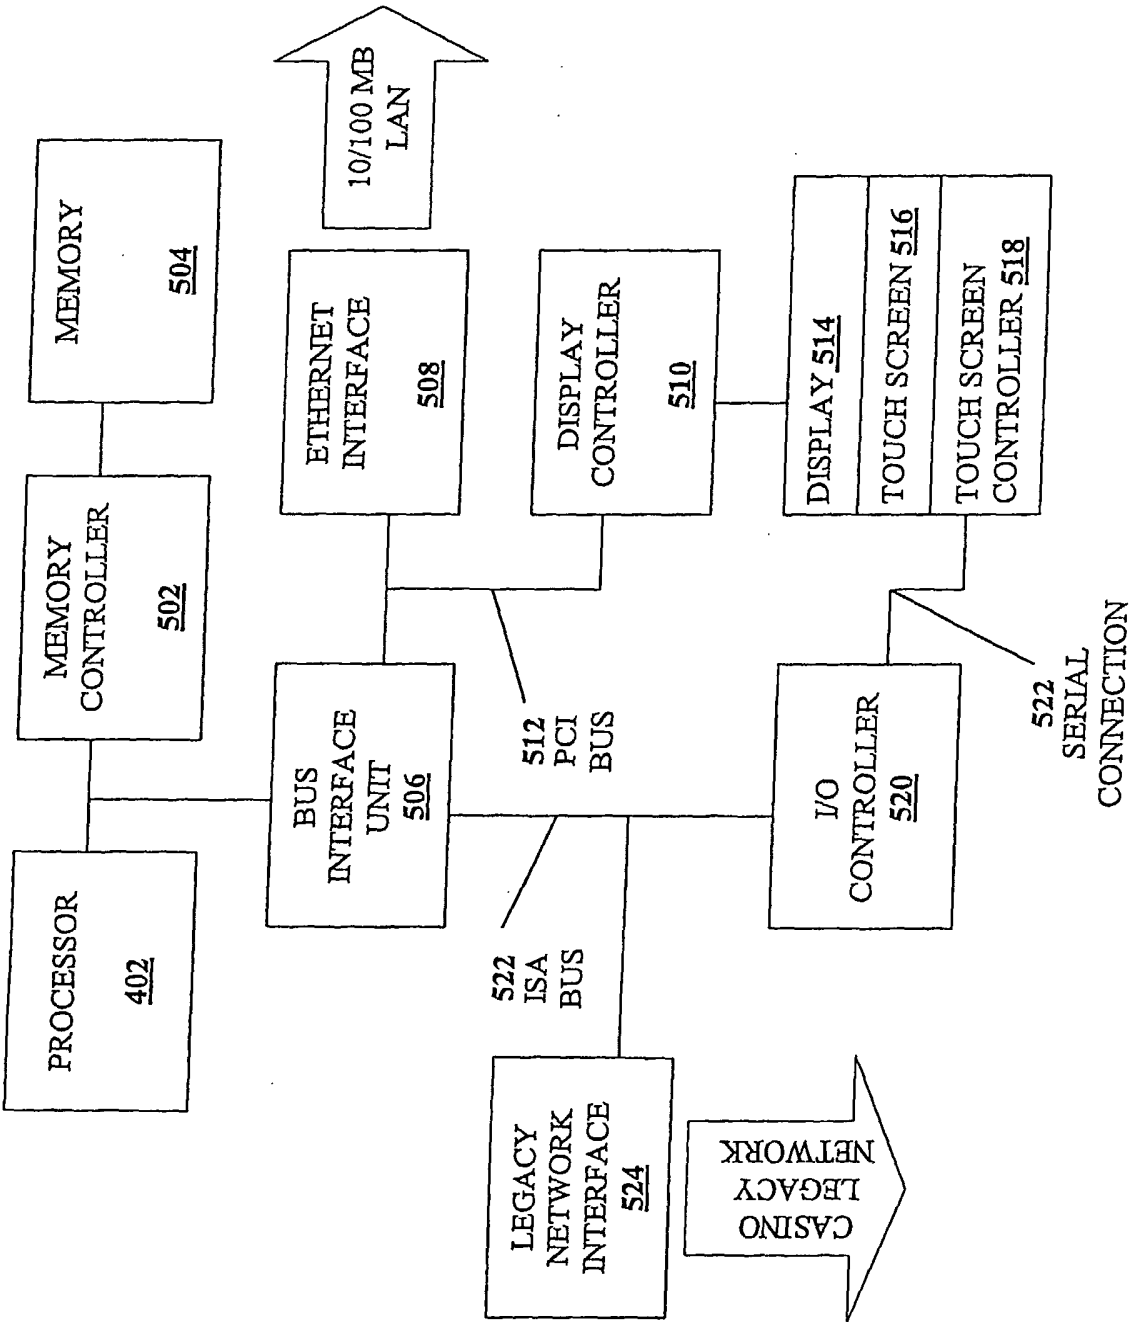 PROCESSOR
402
MEMORY
CONTROLLER
502
MEMORY
504
BUS
INTERFACE
UNIT
506
ETHERNET
INTERFACE
508
10/100 MB
LAN
512
PCI
BUS
DISPLAY
CONTROLLER
510
522
ISA
BUS
LEGACY
NETWORK
INTERFACE
524
CASINO
LEGACY
NETWORK
I/O
CONTROLLER
520
DISPLAY 514
TOUCH SCREEN 516
TOUCH SCREEN
CONTROLLER 518
522
SERIAL
CONNECTION